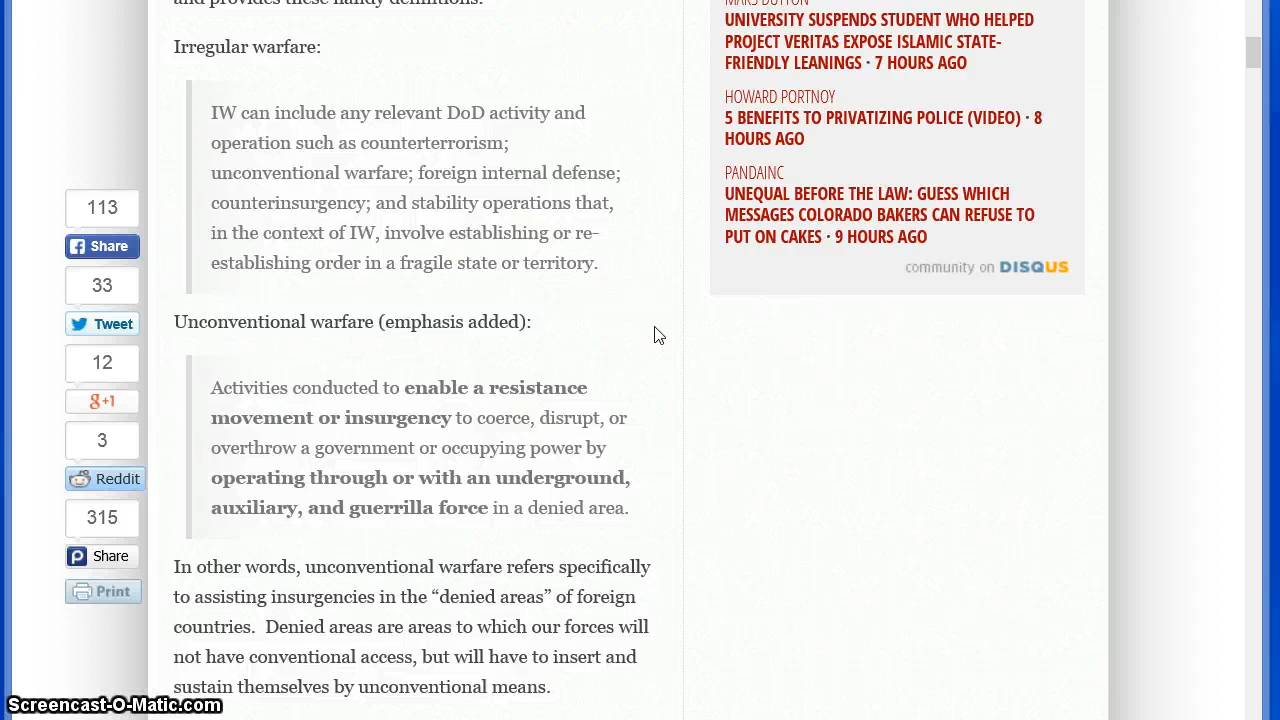 and provides these handy definitions.
Irregular warfare:
IW can include any relevant DoD activity and
operation such as counterterrorism;
unconventional warfare; foreign internal defense;
counterinsurgency; and stability operations that,
in the context of IW, involve establishing or re-
establishing order in a fragile state or territory.
Unconventional warfare (emphasis added):
Activities conducted to enable a resistance
movement or insurgency to coerce, disrupt, or
overthrow a government or occupying power by
operating through or with an underground,
auxiliary, and guerrilla force in a denied area.
In other words, unconventional warfare refers specifically
to assisting insurgencies in the “denied areas” of foreign
countries.  Denied areas are areas to which our forces will
not have conventional access, but will have to insert and
sustain themselves by unconventional means.
113
Share
33
Tweet
12
g+1
3
Reddit
315
Share
Print
UNIVERSITY SUSPENDS STUDENT WHO HELPED
PROJECT VERITAS EXPOSE ISLAMIC STATE-
FRIENDLY LEANINGS · 7 HOURS AGO
HOWARD PORTNOY
5 BENEFITS TO PRIVATIZING POLICE (VIDEO) · 8
HOURS AGO
PANDAINC
UNEQUAL BEFORE THE LAW: GUESS WHICH
MESSAGES COLORADO BAKERS CAN REFUSE TO
PUT ON CAKES · 9 HOURS AGO
community on DISQUS
Screencast-O-Matic.com